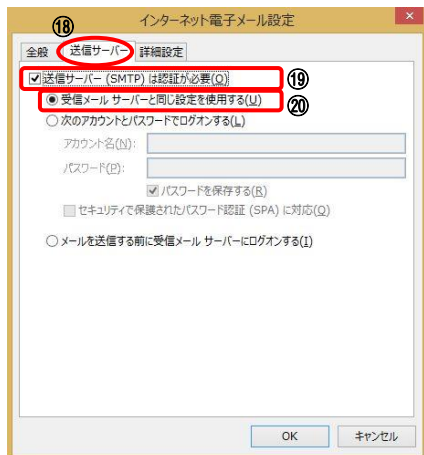 インターネット電子メール設定
⑱
全般 送信サーバー 詳細設定
送信サーバー (SMTP) は認証が必要(O) ⑲
受信メール サーバーと同じ設定を使用する(U) ⑳
次のアカウントとパスワードでログオンする(L)
アカウント名(N):
パスワード(P):
パスワードを保存する(R)
セキュリティで保護されたパスワード認証 (SPA) に対応(Q)
メールを送信する前に受信メール サーバーにログオンする(I)
OK キャンセル